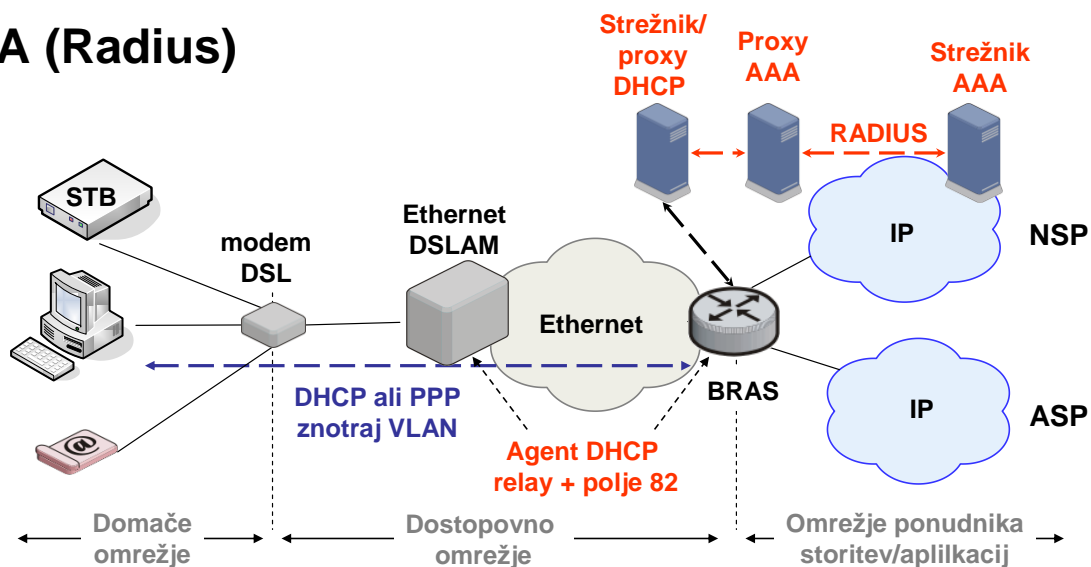 A (Radius)
Strežnik/
proxy
DHCP
Proxy
AAA
Strežnik
AAA
RADIUS
STB
modem
DSL
Ethernet
DSLAM
Ethernet
IP
NSP
BRAS
IP
ASP
DHCP ali PPP
znotraj VLAN
Agent DHCP
relay + polje 82
@
Domače
omrežje
Dostopovno
omrežje
Omrežje ponudnika
storitev/aplilkacij